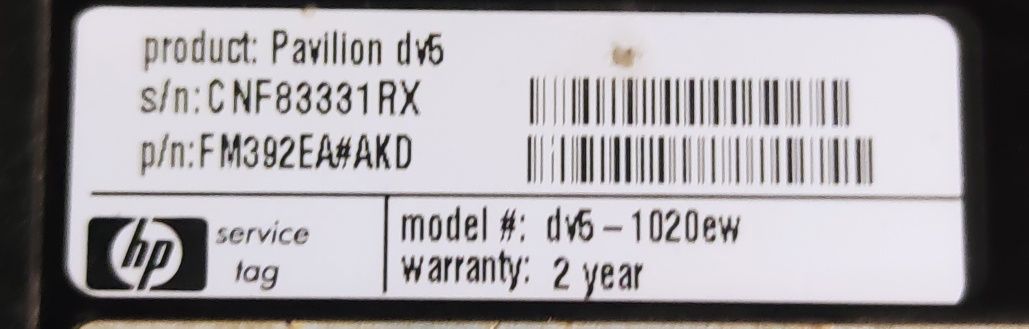 product: Pavilion dv5
s/n:CNF83331RX
p/n:FM392EA#AKD
hp
service
tag
model #: dv5-1020ew
warranty: 2 year